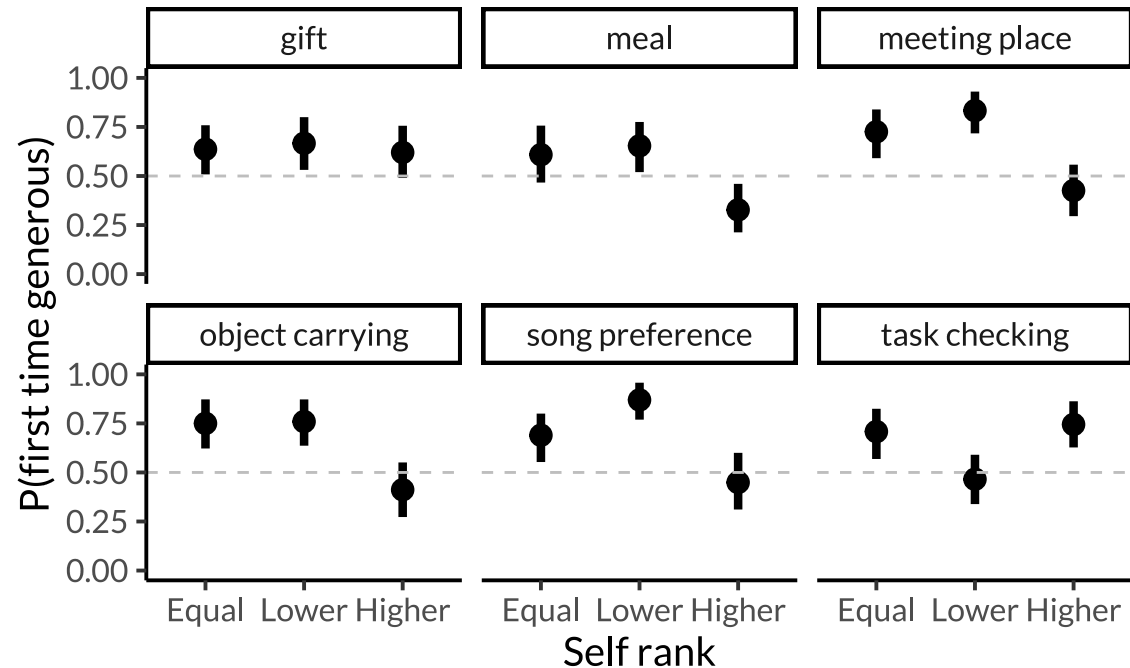 gift meal meeting place
1.00
0.75
0.50
0.25
0.00
object carrying song preference task checking
1.00
0.75
0.50
0.25
0.00
Equal Lower Higher Equal Lower Higher Equal Lower Higher
Self rank
P(first time generous)